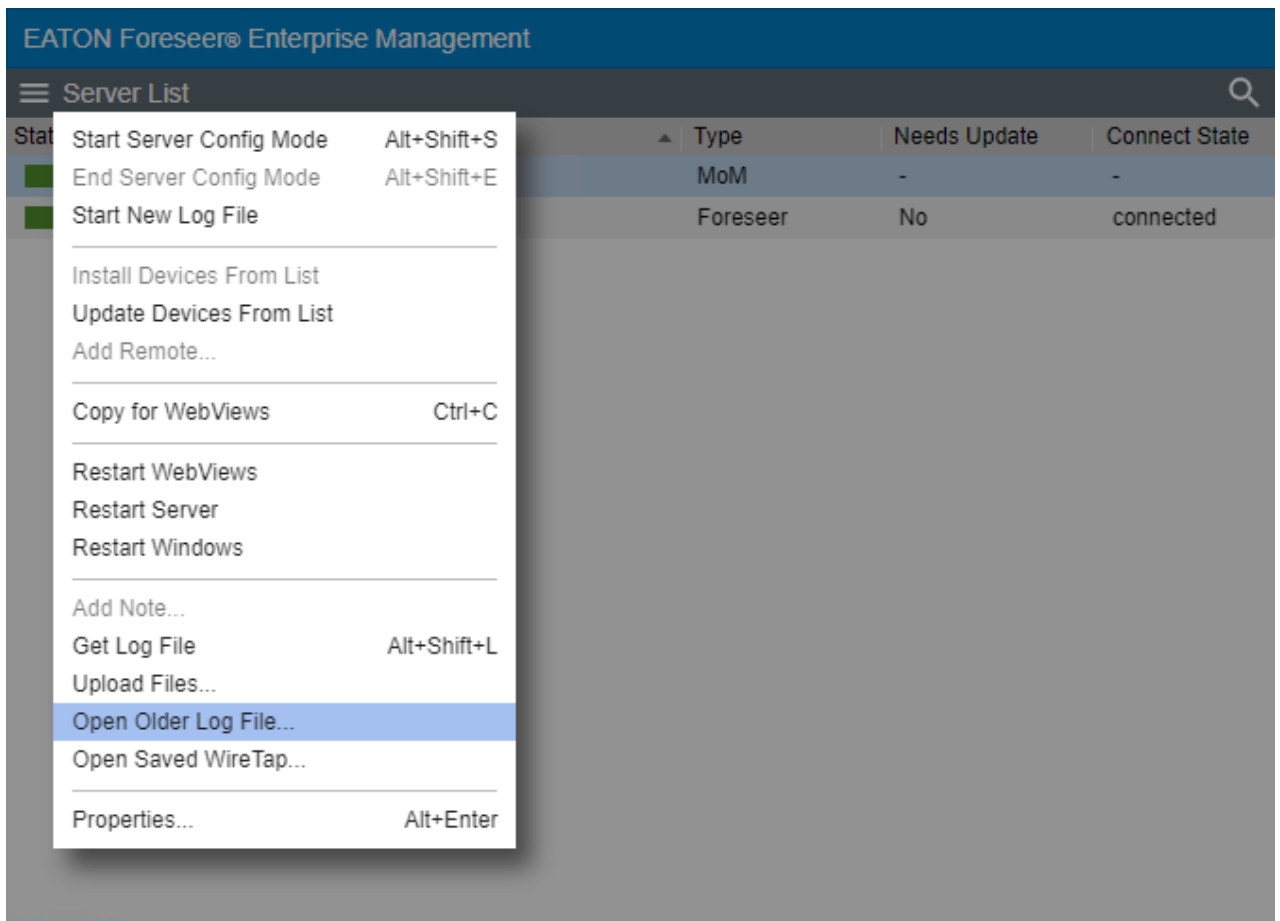 EATON Foreseer® Enterprise Management
Server List
Stat Type Needs Update Connect State
MoM - -
Foreseer No connected
Start Server Config Mode Alt+Shift+S
End Server Config Mode Alt+Shift+E
Start New Log File
Install Devices From List
Update Devices From List
Add Remote...
Copy for WebViews Ctrl+C
Restart WebViews
Restart Server
Restart Windows
Add Note...
Get Log File Alt+Shift+L
Upload Files...
Open Older Log File...
Open Saved WireTap...
Properties... Alt+Enter